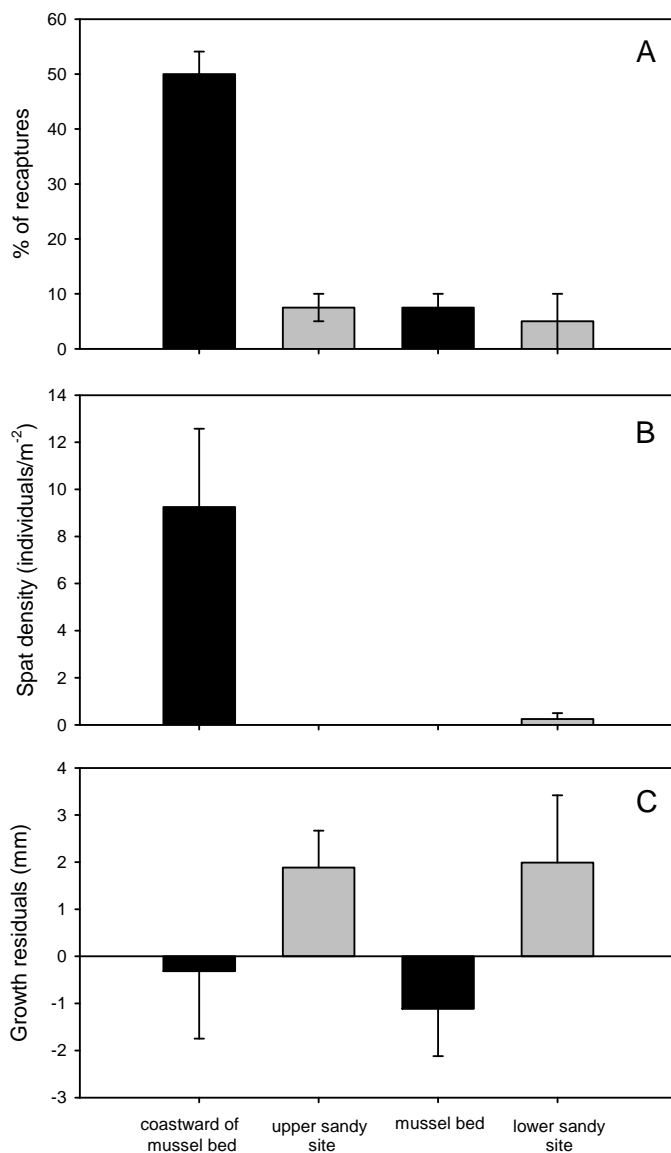 60
50
40
30
20
10
0
% of recaptures
A
14
12
10
8
6
4
2
0
Spat density (individuals/m-2)
B
4
3
2
1
0
-1
-2
-3
Growth residuals (mm)
C
coastward of
mussel bed
upper sandy
site
mussel bed
lower sandy
site